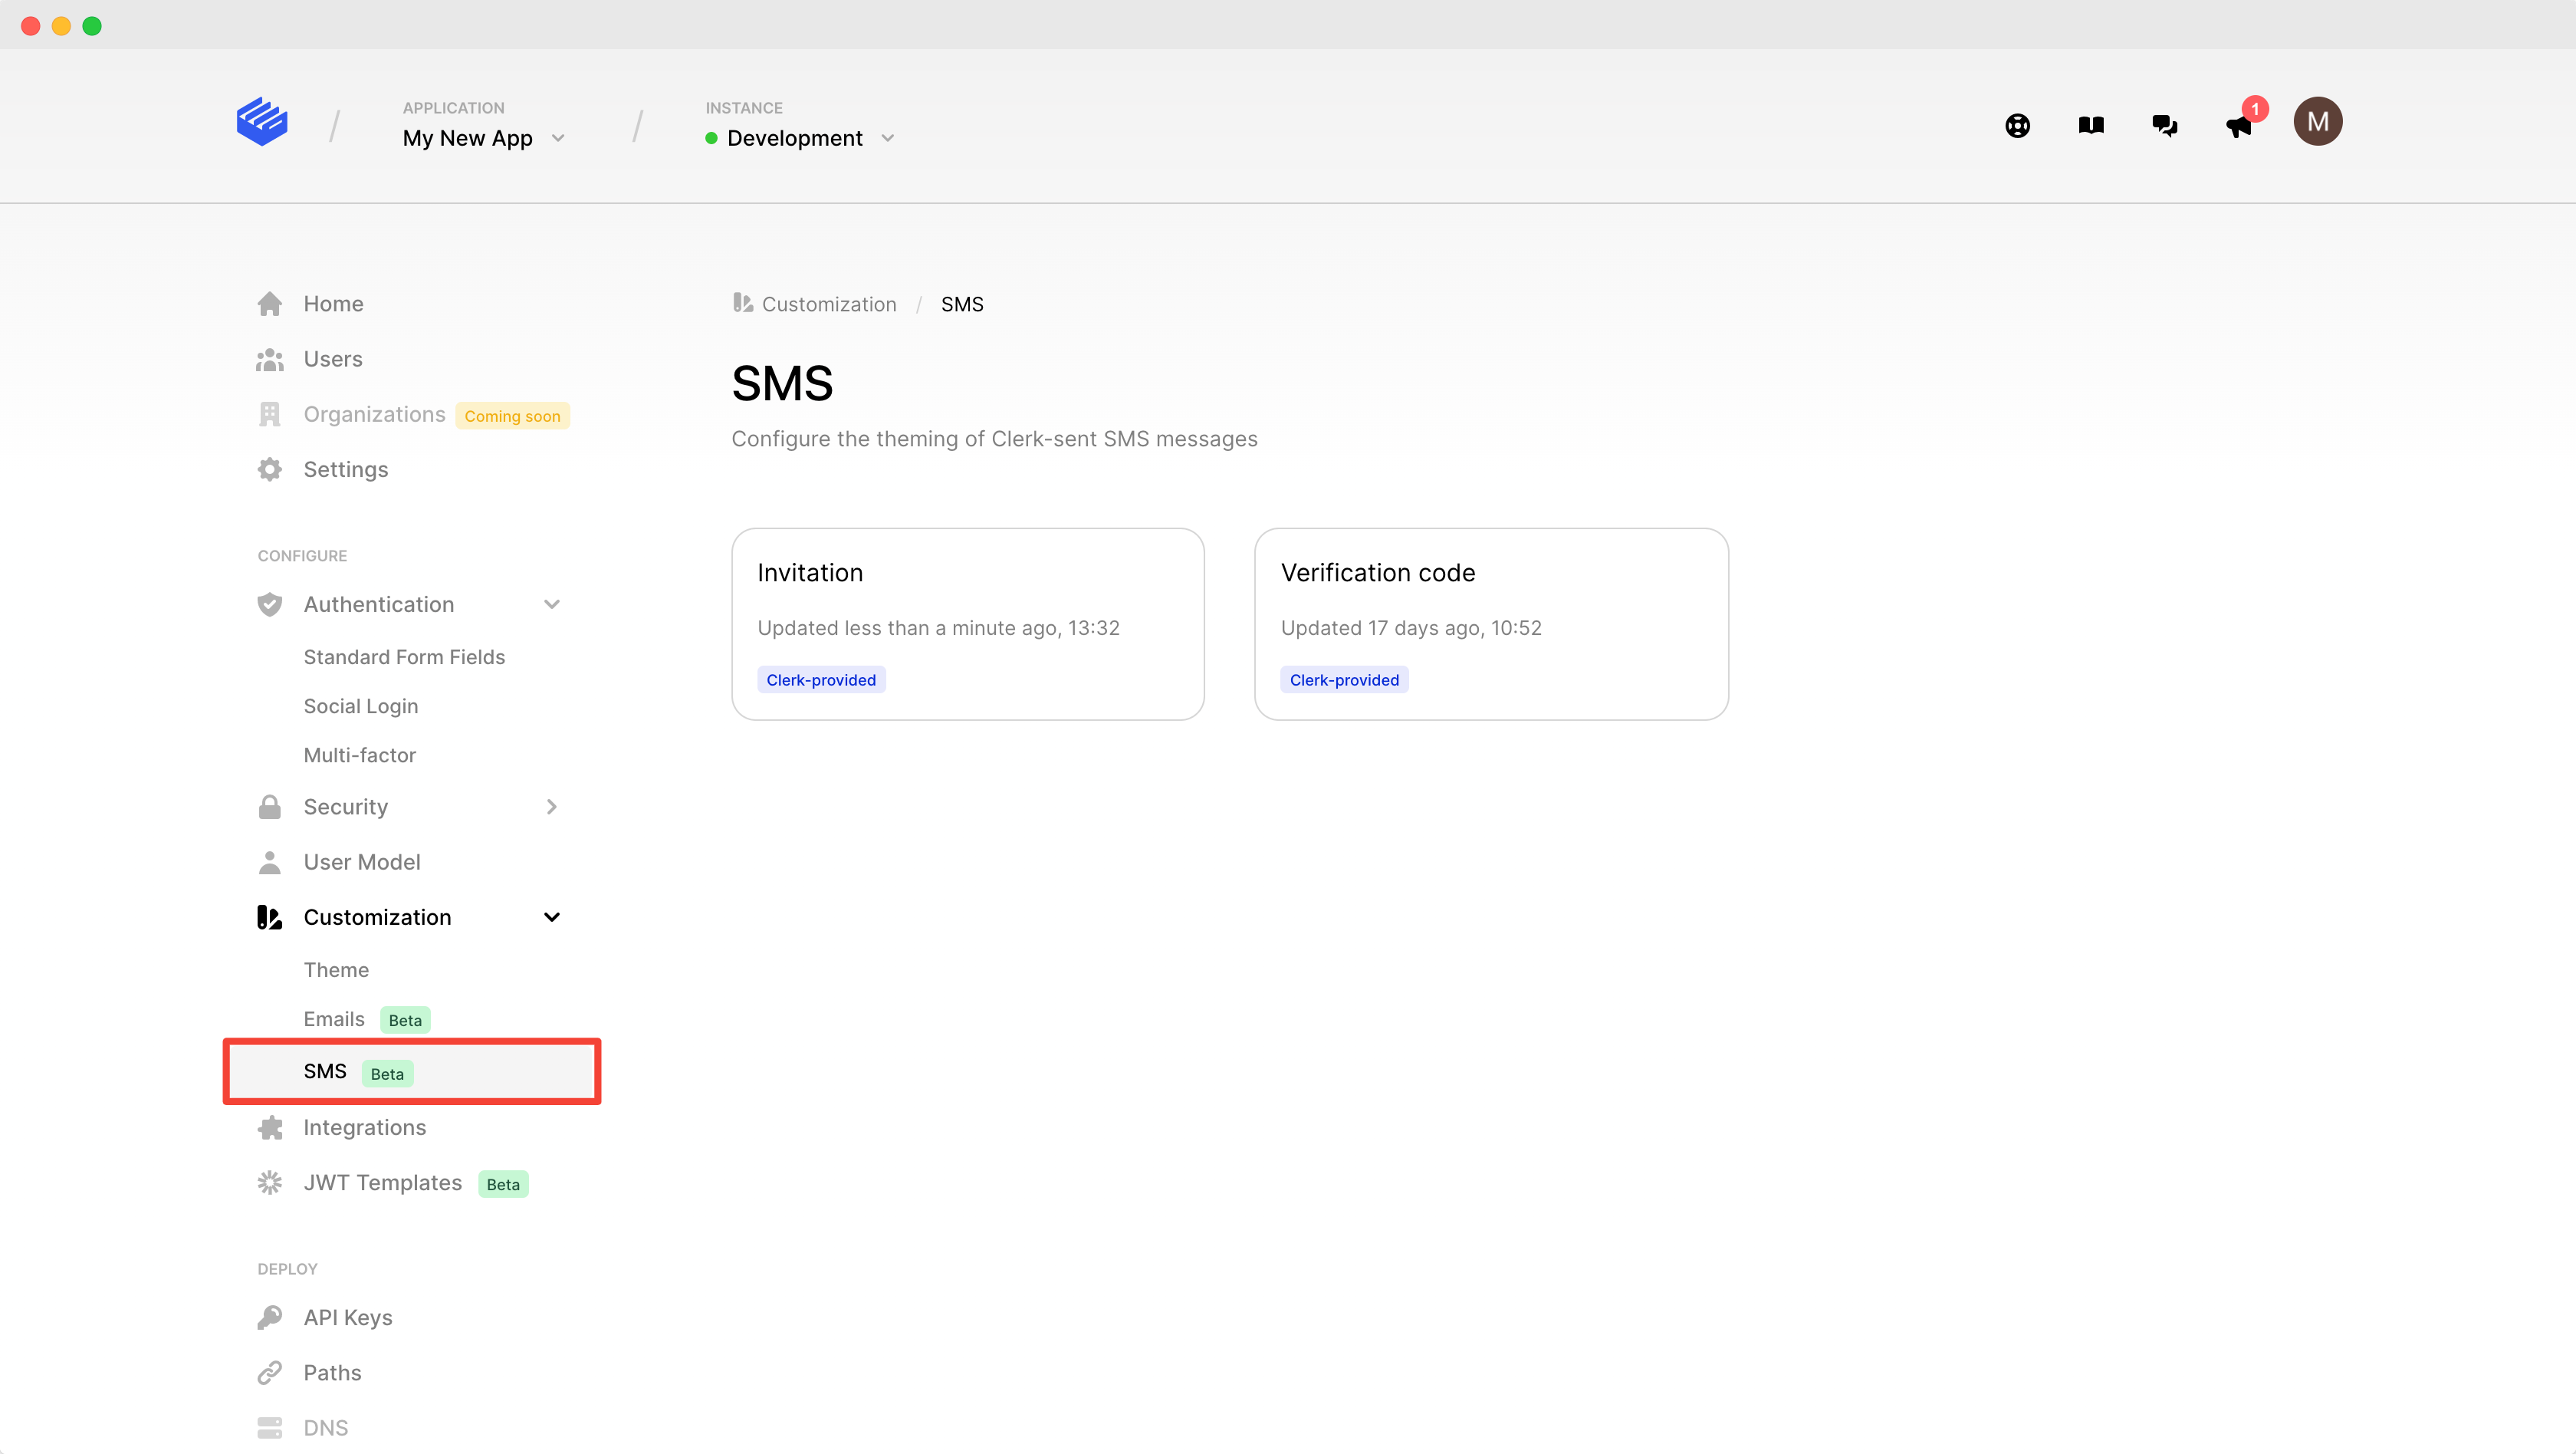 APPLICATION
My New App
INSTANCE
Development
1
M
Home
Users
Organizations Coming soon
Settings
CONFIGURE
Authentication
Standard Form Fields
Social Login
Multi-factor
Security
User Model
Customization
Theme
Emails Beta
SMS Beta
Integrations
JWT Templates Beta
DEPLOY
API Keys
Paths
DNS
Customization / SMS
SMS
Configure the theming of Clerk-sent SMS messages
Invitation
Updated less than a minute ago, 13:32
Clerk-provided
Verification code
Updated 17 days ago, 10:52
Clerk-provided